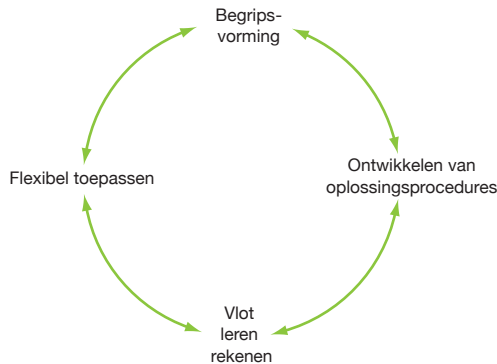 Begrips-
vorming
Flexibel toepassen
Ontwikkelen van
oplossingsprocedures
Vlot
leren
rekenen